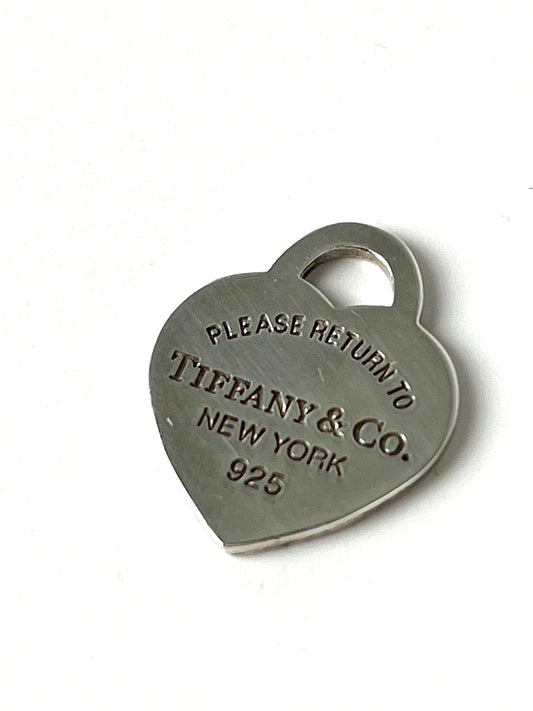 PLEASE RETURN TO
TIFFANY & CO.
NEW YORK
925